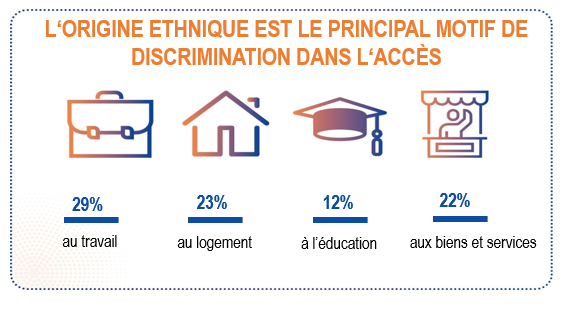 L‘ORIGINE ETHNIQUE EST LE PRINCIPAL MOTIF DE
DISCRIMINATION DANS L‘ACCÈS
29%
au travail
23%
au logement
12%
à l’éducation
22%
aux biens et services